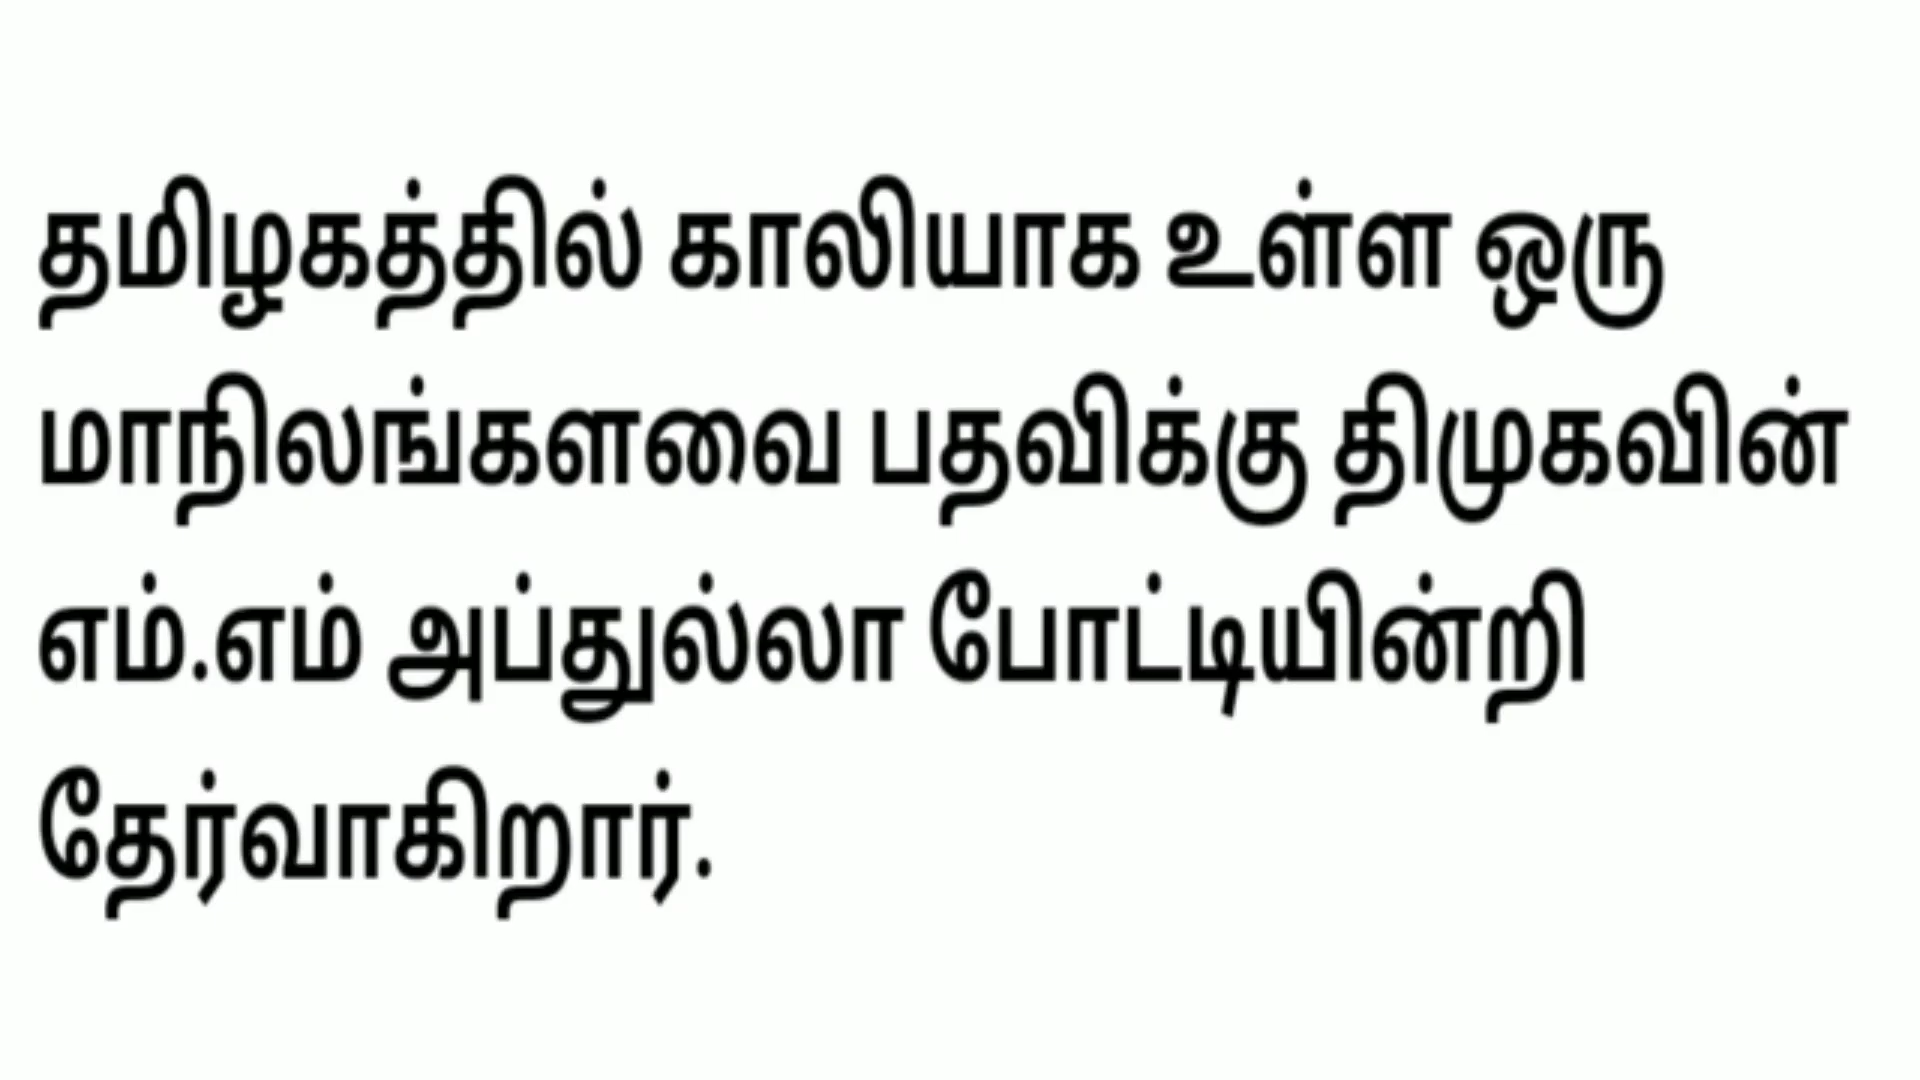 தமிழகத்தில் காலியாக உள்ள ஒரு
மாநிலங்களவை பதவிக்கு திமுகவின்
எம்.எம் அப்துல்லா போட்டியின்றி
தேர்வாகிறார்.